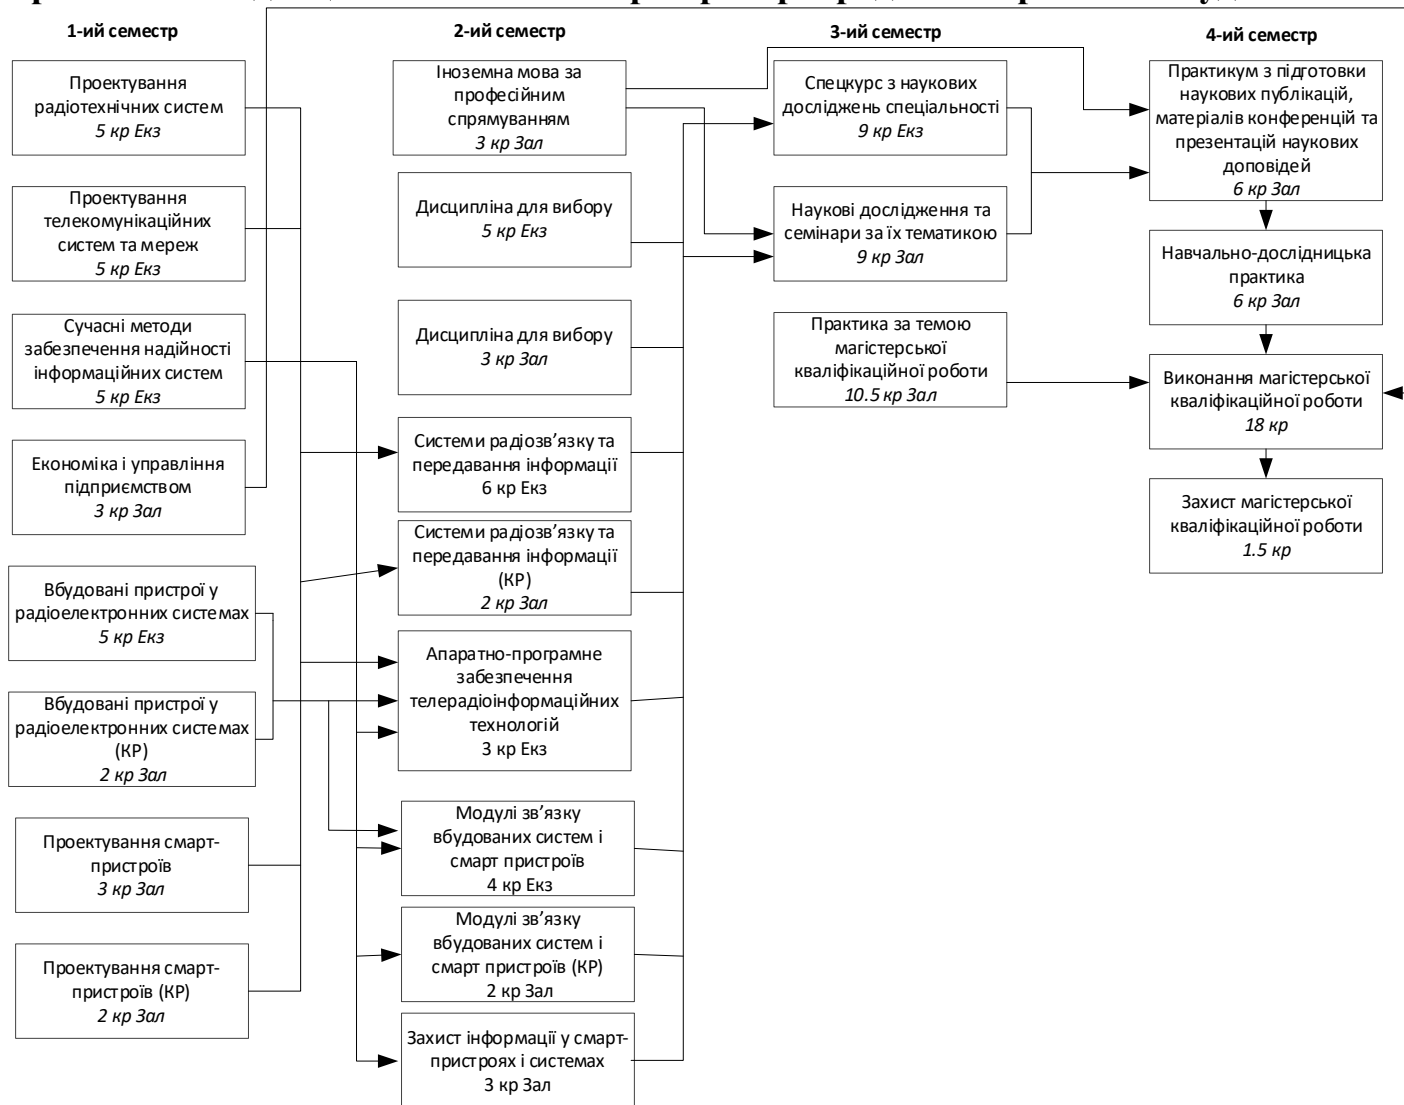 1-ий семестр
Проектування
радіотехнічних систем
5 кр Екз
Проектування
телекомунікаційних
систем та мереж
5 кр Екз
Сучасні методи
забезпечення надійності
інформаційних систем
5 кр Екз
Економіка і управління
підприємством
3 кр Зал
Вбудовані пристрої у
радіоелектронних системах
5 кр Екз
Вбудовані пристрої у
радіоелектронних системах
(КР)
2 кр Зал
Проектування смарт-
пристроїв
3 кр Зал
Проектування смарт-
пристроїв (КР)
2 кр Зал
2-ий семестр
Іноземна мова за
професійним
спрямуванням
3 кр Зал
Дисципліна для вибору
5 кр Екз
Дисципліна для вибору
3 кр Зал
Системи радіозв’язку та
передавання інформації
6 кр Екз
Системи радіозв’язку та
передавання інформації
(КР)
2 кр Зал
Апаратно-програмне
забезпечення
телерадіоінформаційних
технологій
3 кр Екз
Модулі зв’язку
вбудованих систем і
смарт пристроїв
4 кр Екз
Модулі зв’язку
вбудованих систем і
смарт пристроїв (КР)
2 кр Зал
Захист інформації у смарт-
пристроях і системах
3 кр Зал
3-ий семестр
Спецкурс з наукових
досліджень спеціальності
9 кр Екз
Наукові дослідження та
семінари за їх тематикою
9 кр Зал
Практика за темою
магістерської
кваліфікаційної роботи
10.5 кр Зал
4-ий семестр
Практикум з підготовки
наукових публікацій,
матеріалів конференцій та
презентацій наукових
доповідей
6 кр Зал
Навчально-дослідницька
практика
6 кр Зал
Виконання магістерської
кваліфікаційної роботи
18 кр
Захист магістерської
кваліфікаційної роботи
1.5 кр